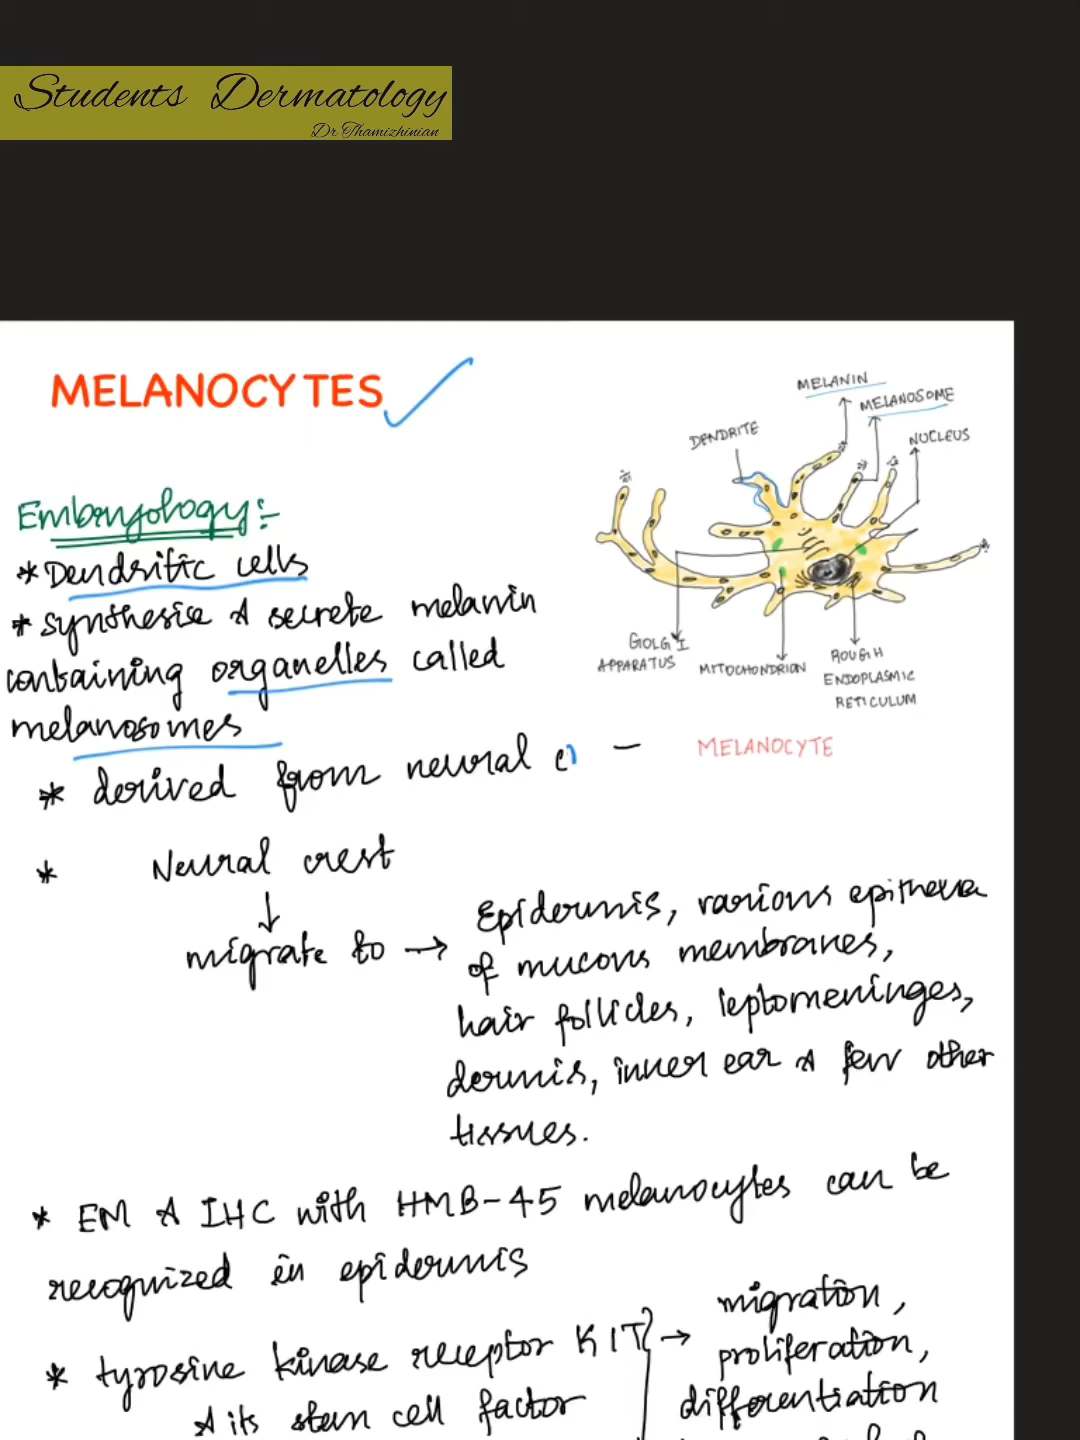 Students Dermatology
Dr Thamizhinian
MELANOCYTES
MELANIN
MELANOSOME
DENDRITE
NUCLEUS
GOLGI
APPARATUS
MITOCHONDRION
ROUGH
ENDOPLASMIC
RETICULUM
MELANOCYTE
Embryology:-
* Dendritic cells
* synthesise & secrete melanin
containing organelles called
melanosomes
* derived from neural
* Neural crest
↓
migrate to → Epidermis, various epithelia
of mucous membranes,
hair follicles, leptomeninges,
dermis, inner ear & few other
tissues.
* EM & IHC with HMB-45 melanocytes can be
recognized in epidermis
* tyrosine kinase receptor KIT } → migration,
& its stem cell factor proliferation,
differentiation